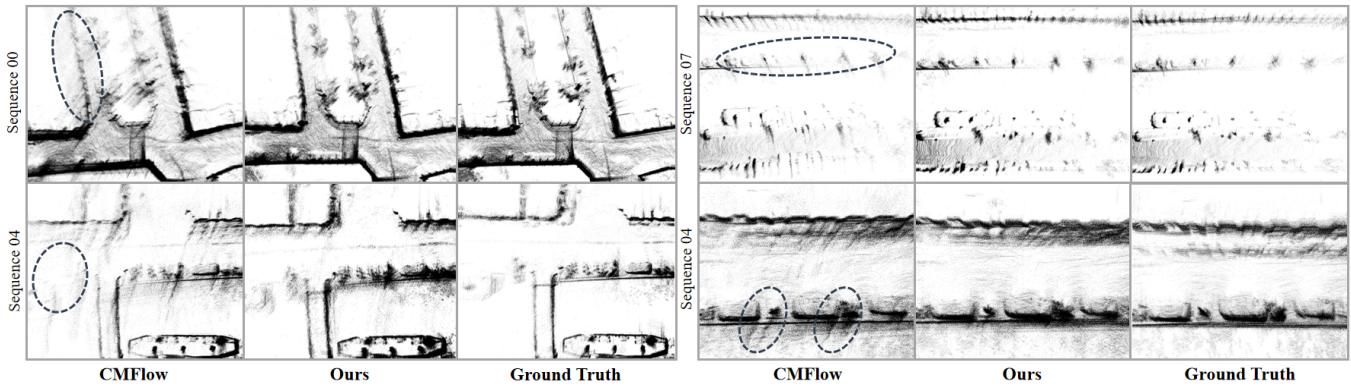 Sequence 00
Sequence 07
Sequence 04
Sequence 04
CMFlow
Ours
Ground Truth
CMFlow
Ours
Ground Truth